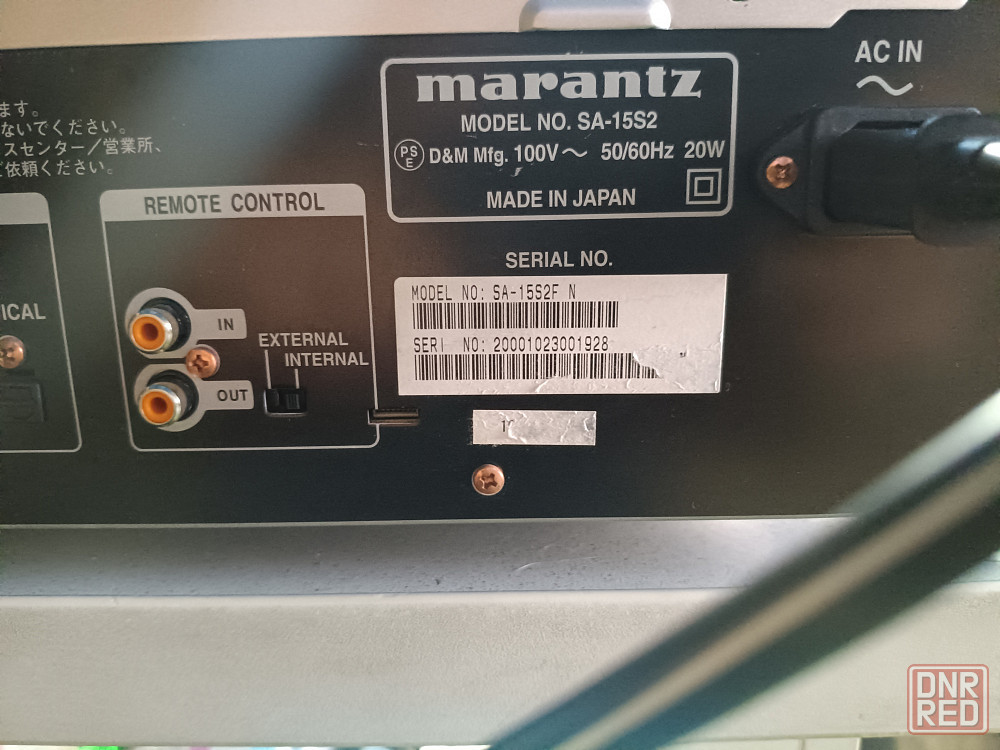 ます。
ないでください。
スセンター/営業所、
ご依頼ください。
ICAL
REMOTE CONTROL
IN
OUT
EXTERNAL
INTERNAL
marantz
MODEL NO. SA-15S2
PS E D&M Mfg. 100V～ 50/60Hz 20W
MADE IN JAPAN
AC IN
SERIAL NO.
MODEL NO: SA-15S2F N
SERI NO: 20001023001928
DNR
RED